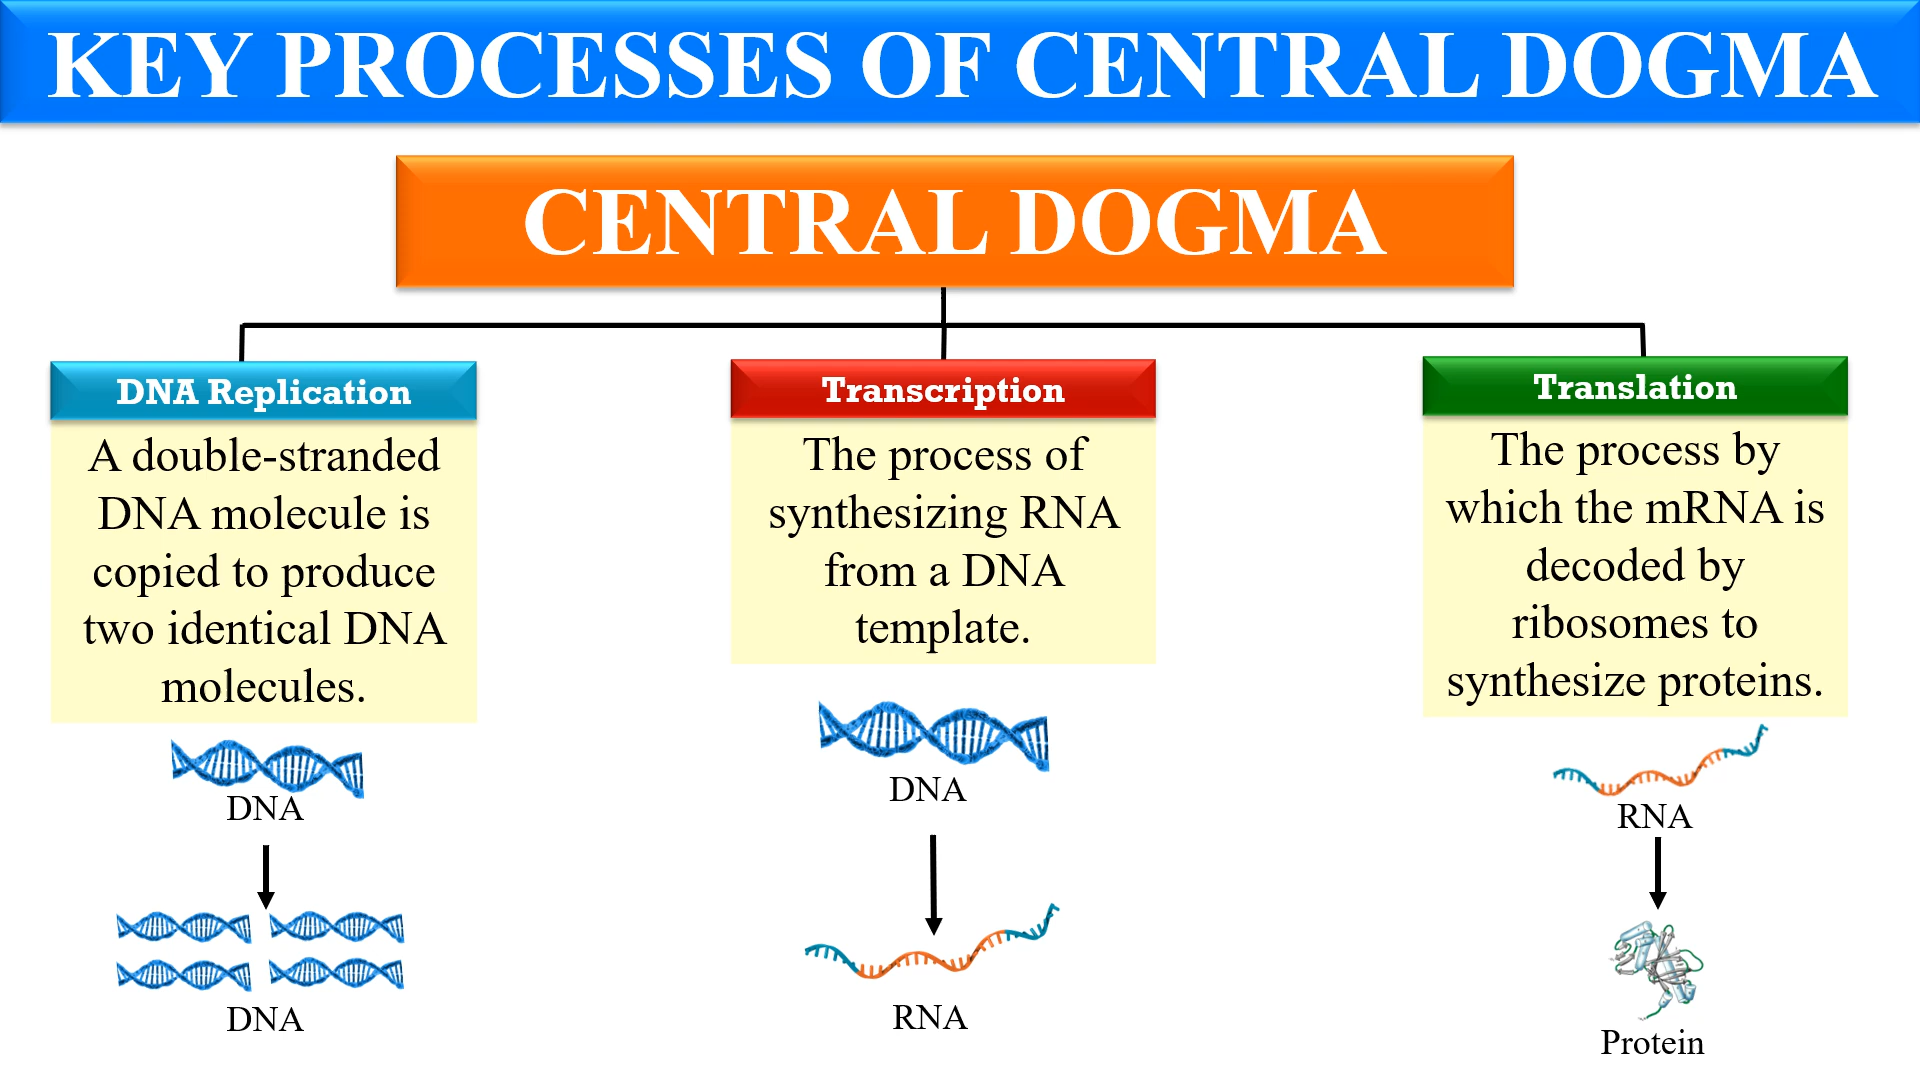 KEY PROCESSES OF CENTRAL DOGMA
CENTRAL DOGMA
DNA Replication
A double-stranded
DNA molecule is
copied to produce
two identical DNA
molecules.
DNA
DNA
Transcription
The process of
synthesizing RNA
from a DNA
template.
DNA
RNA
Translation
The process by
which the mRNA is
decoded by
ribosomes to
synthesize proteins.
RNA
Protein